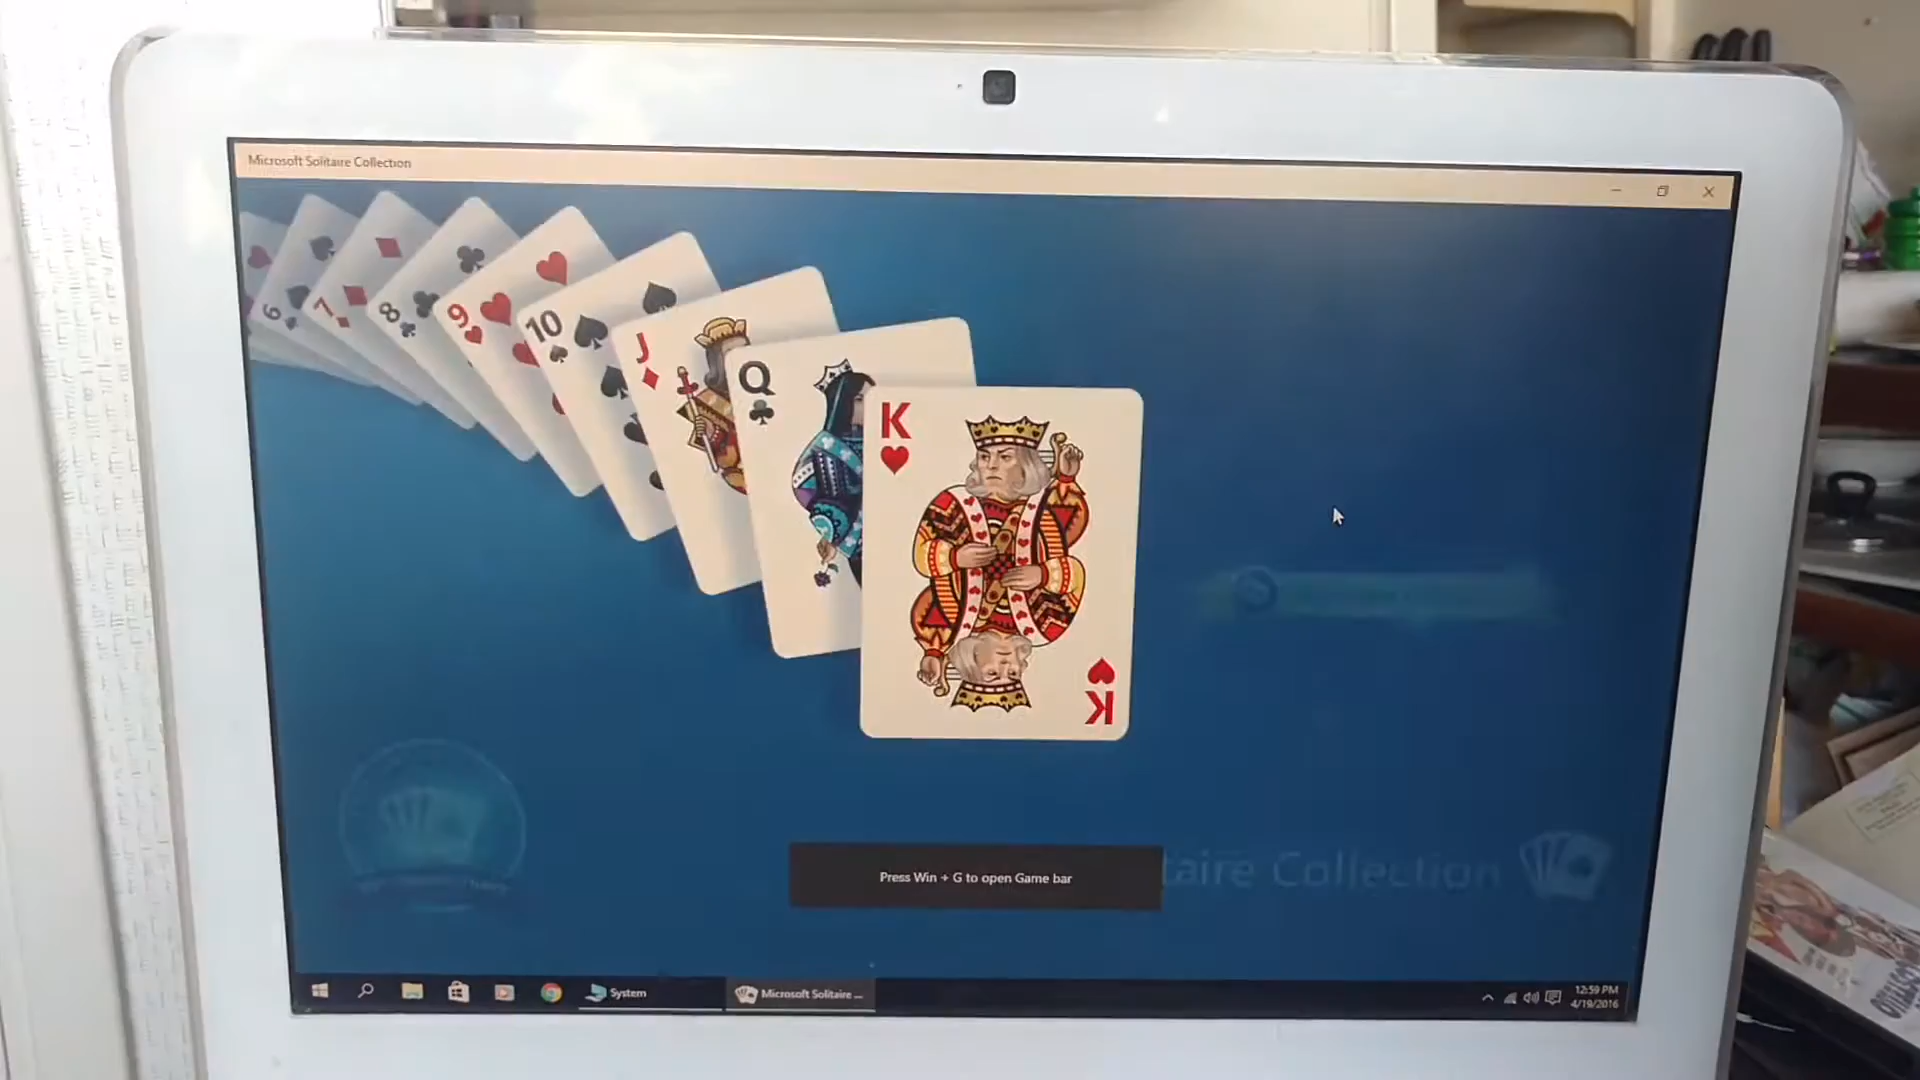 Microsoft Solitaire Collection
6
7
8
9
10
J
Q
K
K
taire Collection
Press Win + G to open Game bar
System
Microsoft Solitaire ...
12:59 PM
4/19/2016